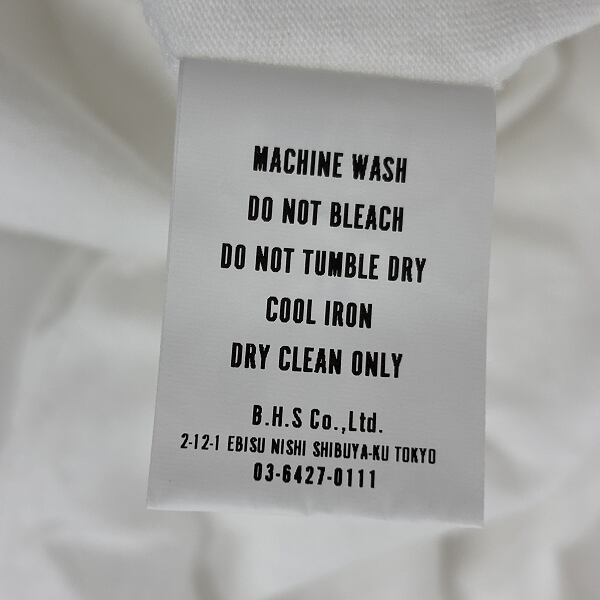 MACHINE WASH
DO NOT BLEACH
DO NOT TUMBLE DRY
COOL IRON
DRY CLEAN ONLY
B.H.S Co.,Ltd.
2-12-1 EBISU NISHI SHIBUYA-KU TOKYO
03-6427-0111